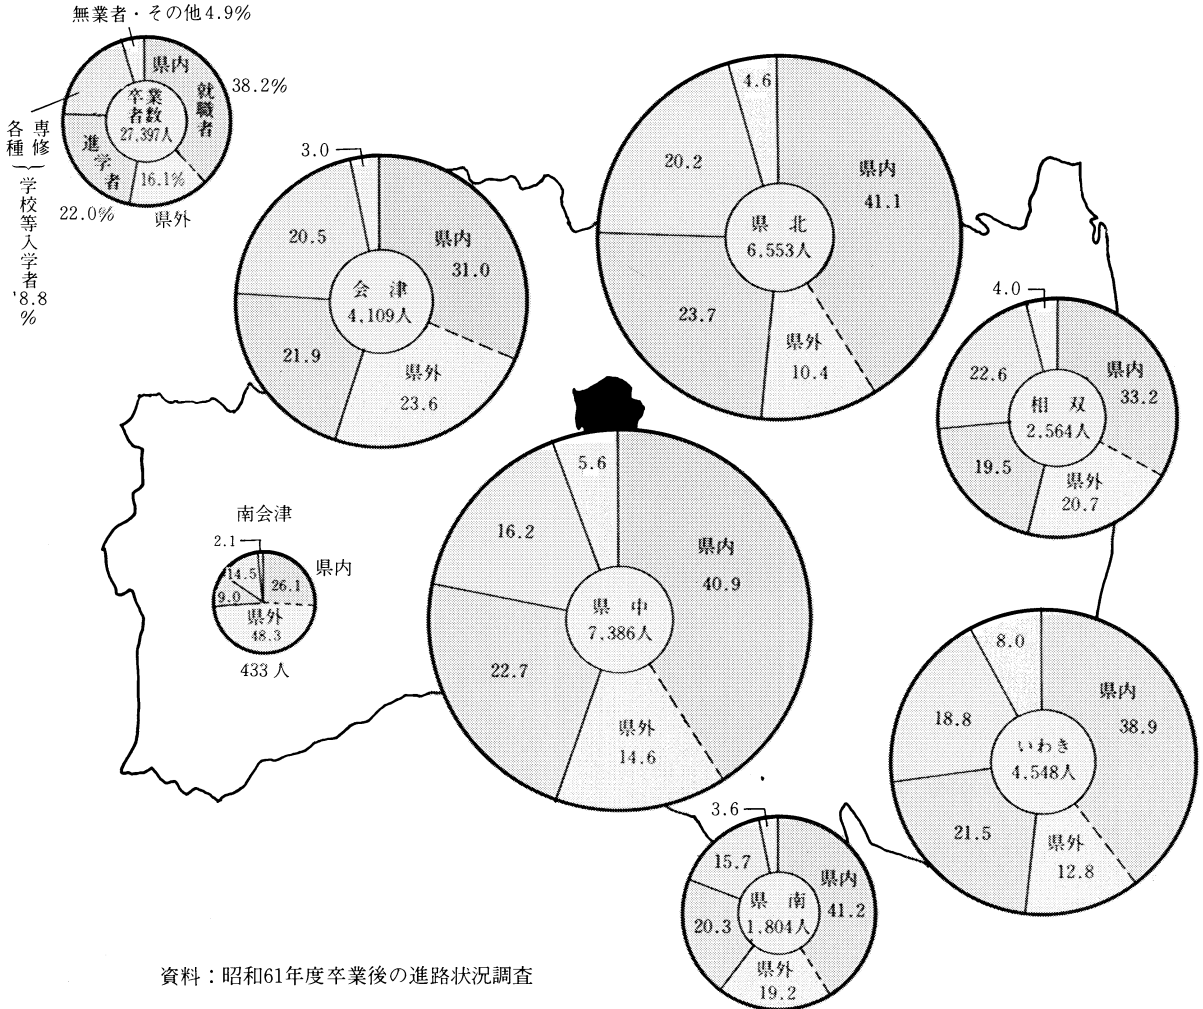 無業者・その他4.9%
県内
就職者
38.2%
卒業
者数
27,397人
進学者
16.1%
22.0%
県外
専修
各種
学校等入学者
'8.8
%
3.0
20.5
県内
31.0
会 津
4,109人
21.9
県外
23.6
4.6
20.2
県内
41.1
県 北
6,553人
23.7
県外
10.4
4.0
22.6
県内
33.2
相 双
2,564人
19.5
県外
20.7
南会津
2.1
県内
14.5
26.1
9.0
県外
48.3
433人
5.6
16.2
県内
40.9
県 中
7,386人
22.7
県外
14.6
8.0
18.8
県内
38.9
いわき
4,548人
21.5
県外
12.8
3.6
15.7
県内
41.2
県 南
1,804人
20.3
県外
19.2
資料：昭和61年度卒業後の進路状況調査